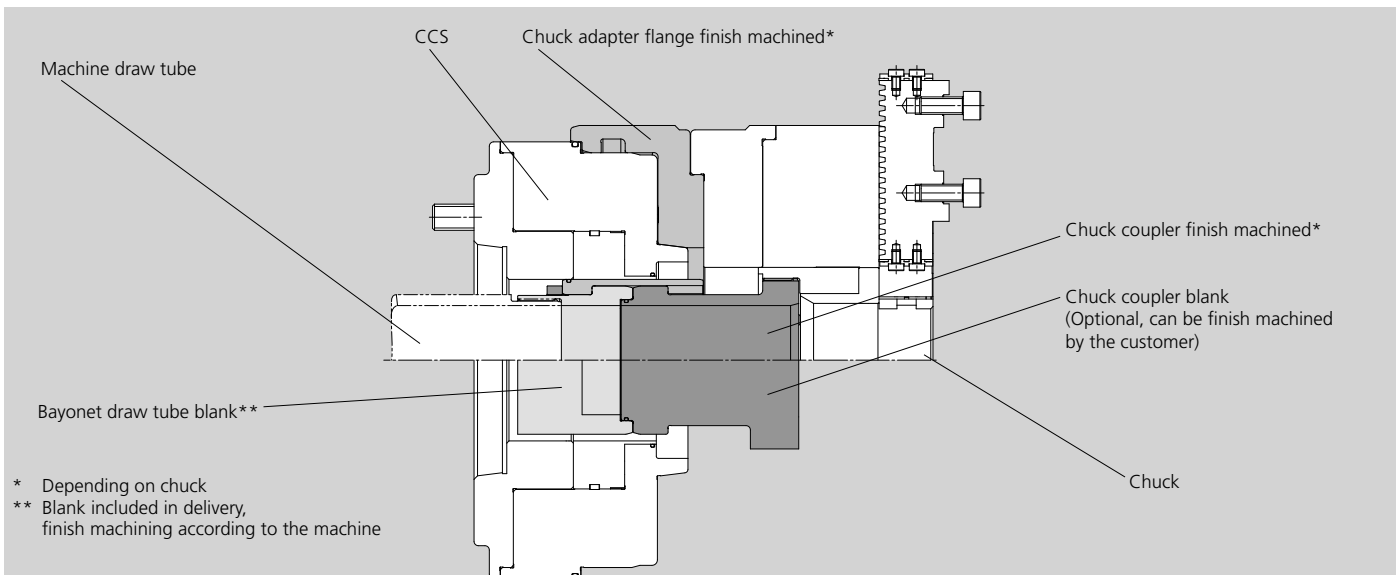 CCS
Chuck adapter flange finish machined*
Machine draw tube
Chuck coupler finish machined*
Chuck coupler blank
(Optional, can be finish machined
by the customer)
Bayonet draw tube blank**
Chuck
* Depending on chuck
** Blank included in delivery,
finish machining according to the machine